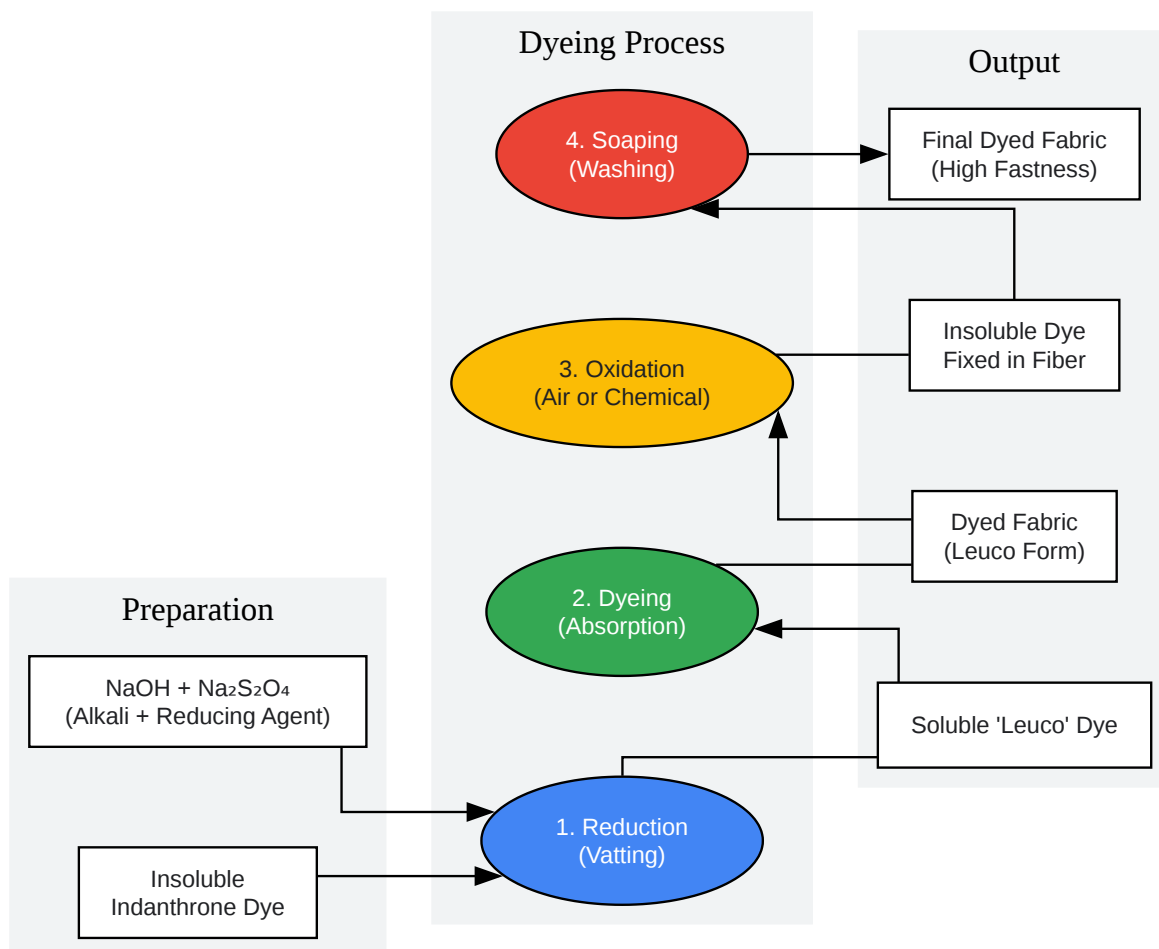 Dyeing Process
Output
4. Soaping
(Washing)
Final Dyed Fabric
(High Fastness)
Insoluble Dye
Fixed in Fiber
3. Oxidation
(Air or Chemical)
Dyed Fabric
(Leuco Form)
2. Dyeing
(Absorption)
Preparation
NaOH + Na₂S₂O₄
(Alkali + Reducing Agent)
Soluble 'Leuco' Dye
1. Reduction
(Vatting)
Insoluble
Indanthrone Dye